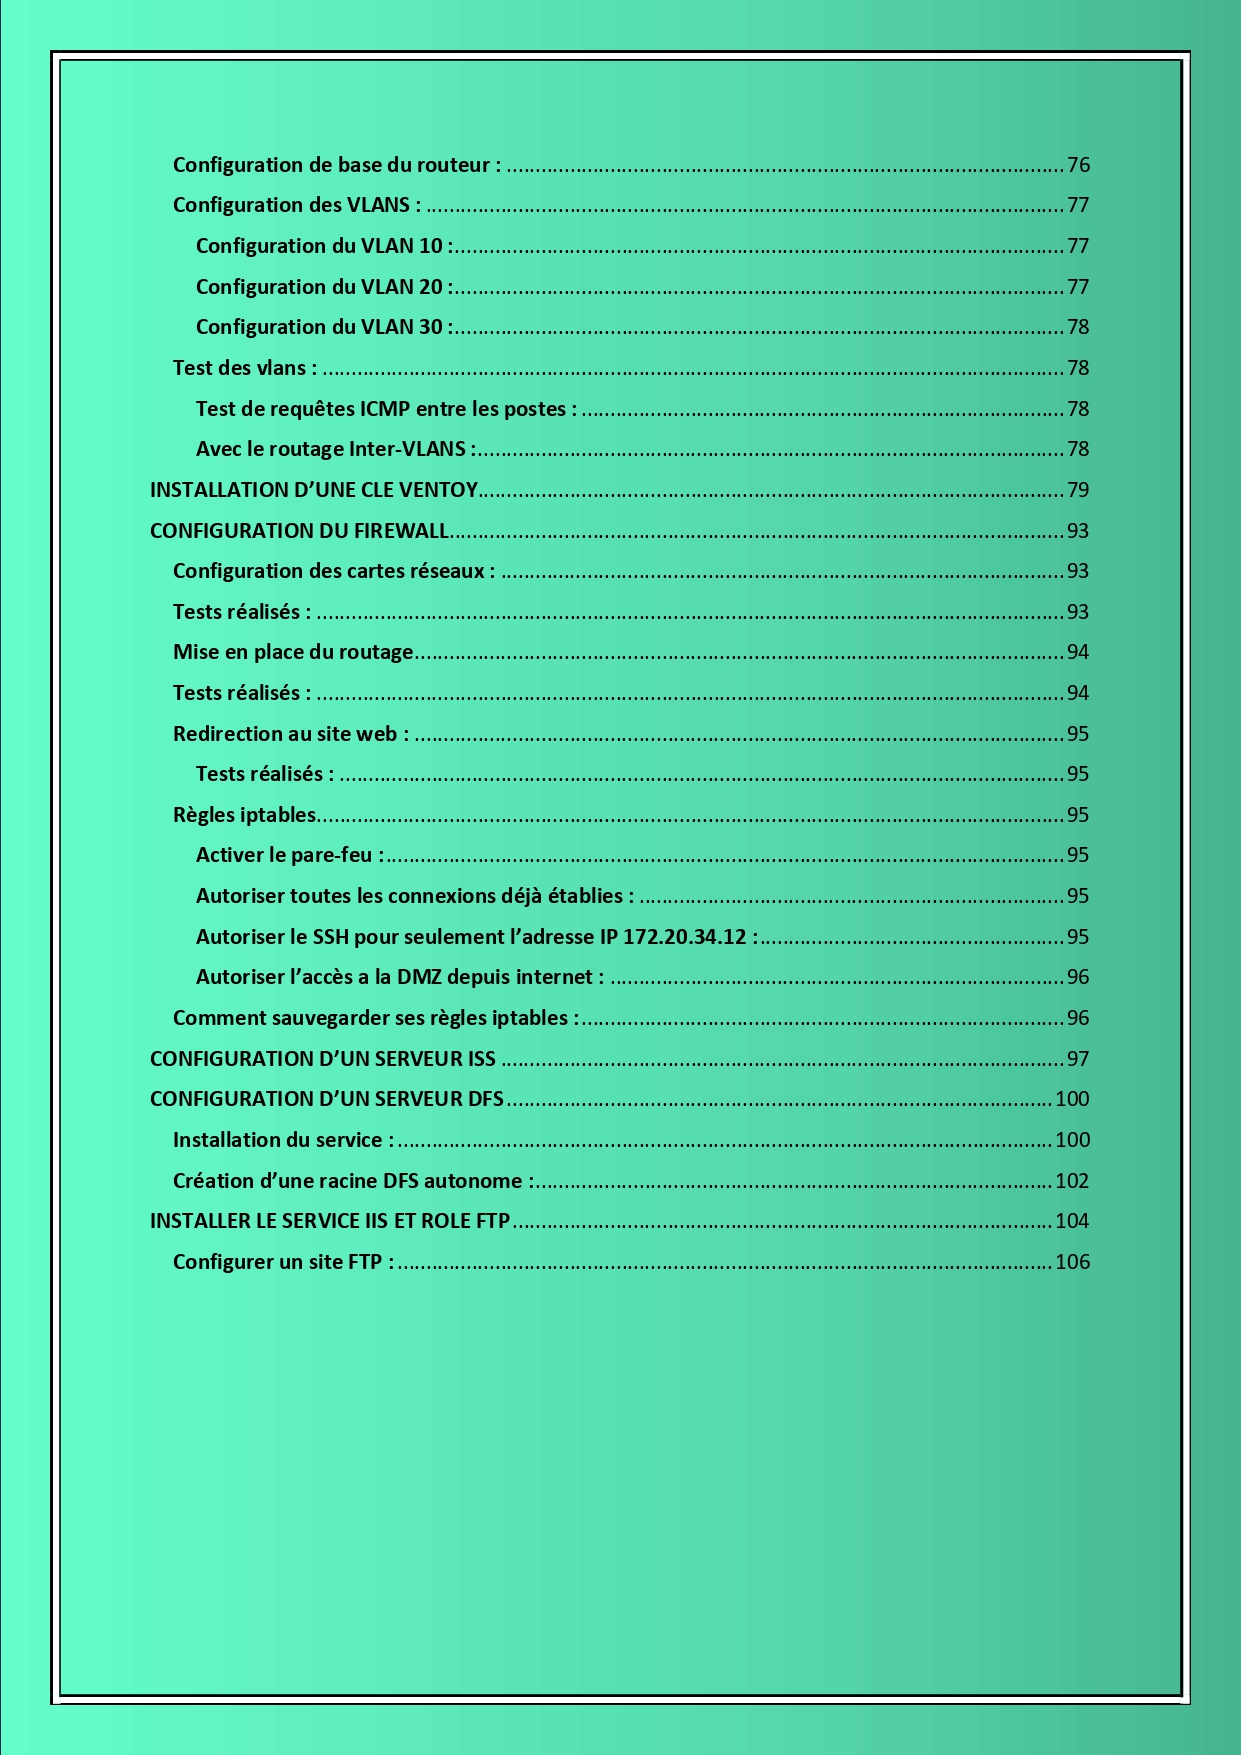 Configuration de base du routeur : 76
Configuration des VLANS : 77
Configuration du VLAN 10 : 77
Configuration du VLAN 20 : 77
Configuration du VLAN 30 : 78
Test des vlans : 78
Test de requêtes ICMP entre les postes : 78
Avec le routage Inter-VLANS : 78
INSTALLATION D’UNE CLE VENTOY 79
CONFIGURATION DU FIREWALL 93
Configuration des cartes réseaux : 93
Tests réalisés : 93
Mise en place du routage 94
Tests réalisés : 94
Redirection au site web : 95
Tests réalisés : 95
Règles iptables 95
Activer le pare-feu : 95
Autoriser toutes les connexions déjà établies : 95
Autoriser le SSH pour seulement l’adresse IP 172.20.34.12 : 95
Autoriser l’accès a la DMZ depuis internet : 96
Comment sauvegarder ses règles iptables : 96
CONFIGURATION D’UN SERVEUR ISS 97
CONFIGURATION D’UN SERVEUR DFS 100
Installation du service : 100
Création d’une racine DFS autonome : 102
INSTALLER LE SERVICE IIS ET ROLE FTP 104
Configurer un site FTP : 106